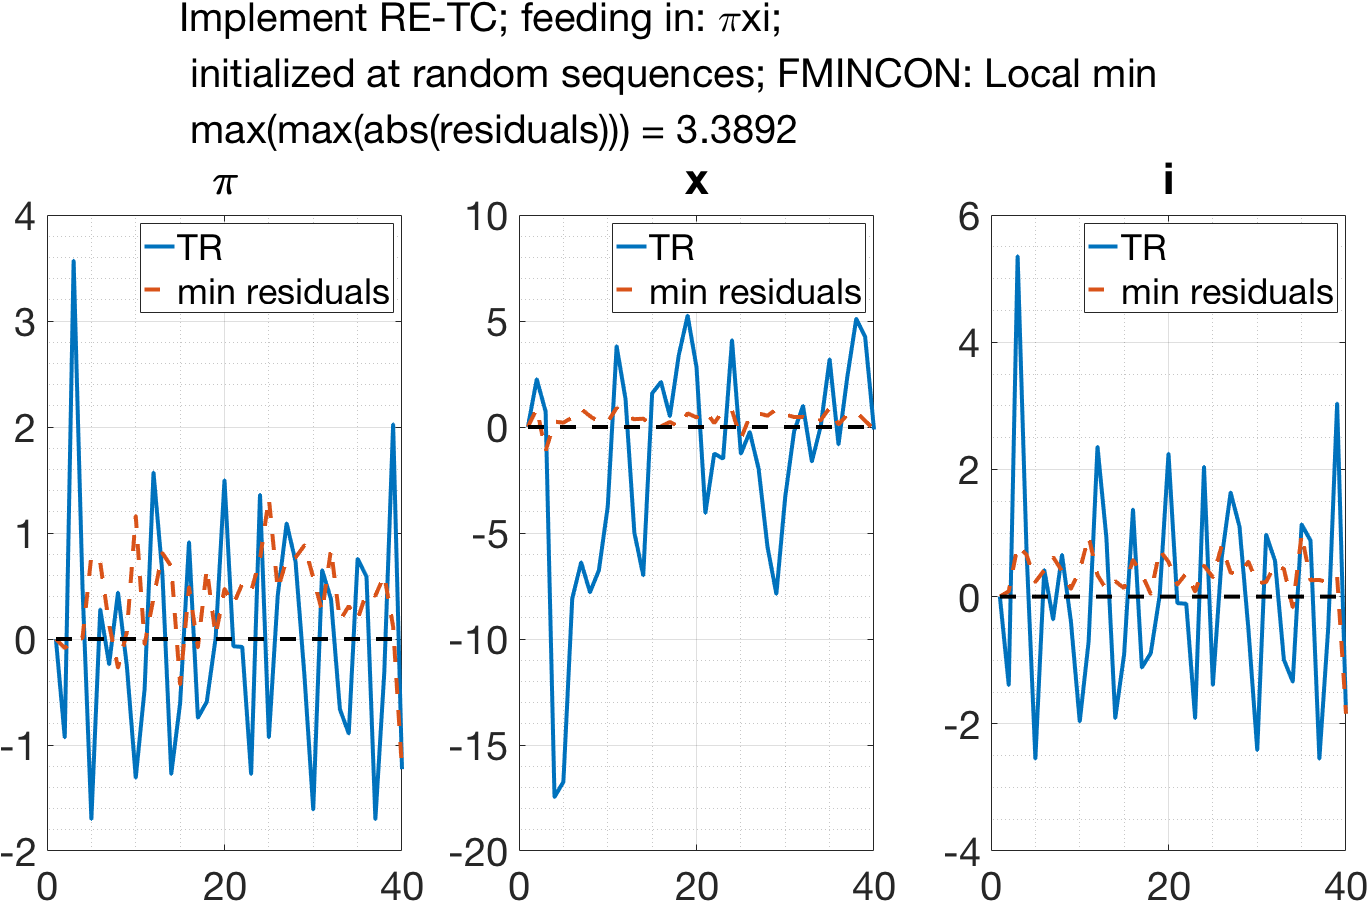 Implement RE-TC; feeding in: πxi;
initialized at random sequences; FMINCON: Local min
max(max(abs(residuals))) = 3.3892
π
4
3
2
1
0
-1
-2
0
20
40
TR
min residuals
x
10
5
0
-5
-10
-15
-20
0
20
40
TR
min residuals
i
6
4
2
0
-2
-4
0
20
40
TR
min residuals